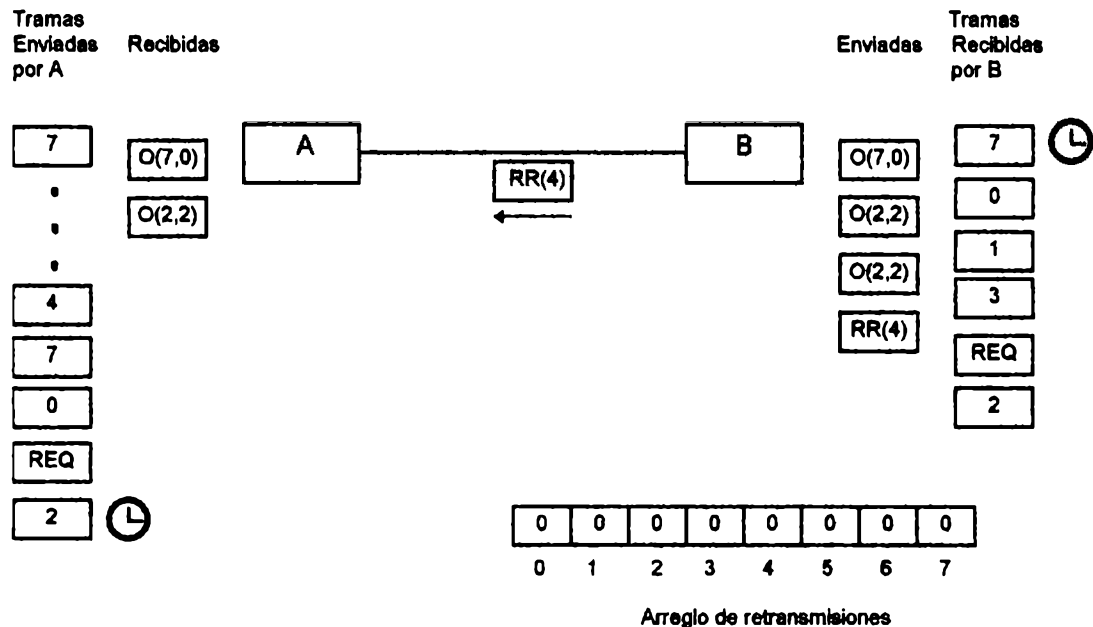 Tramas
Enviadas
por A
Recibidas
Enviadas
Tramas
Recibidas
por B
7
4
7
0
REQ
2
O(7,0)
O(2,2)
A
RR(4)
B
O(7,0)
O(2,2)
O(2,2)
RR(4)
7
0
1
3
REQ
2
0 0 0 0 0 0 0 0
0 1 2 3 4 5 6 7
Arreglo de retransmisiones